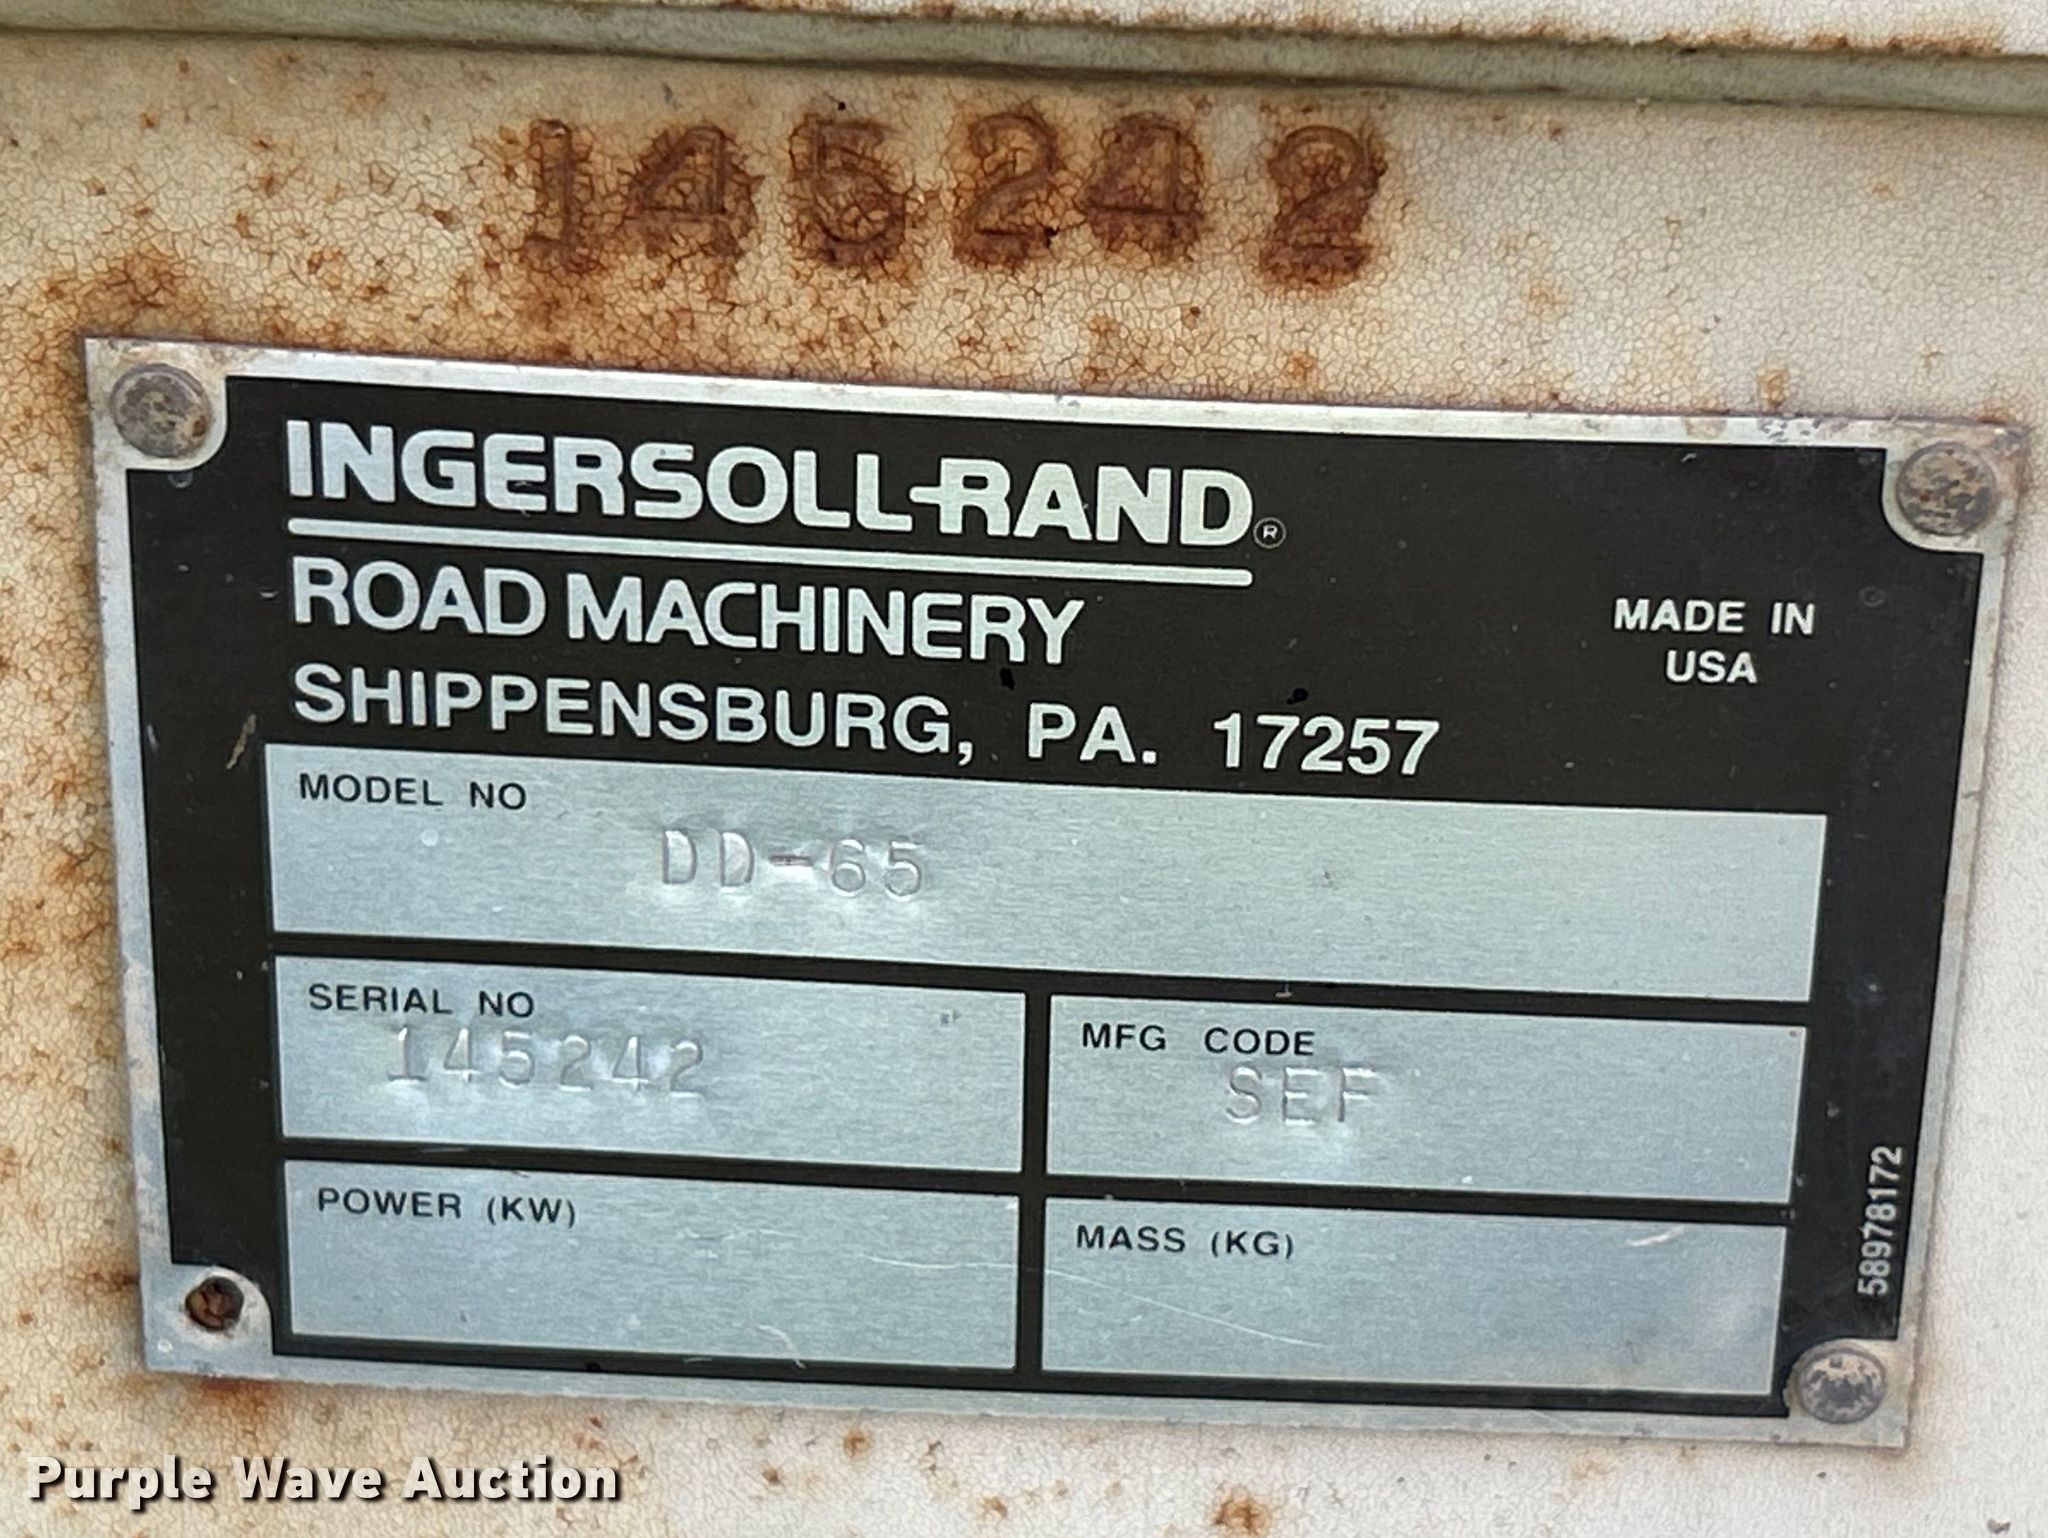 145242
INGERSOLL-RAND®
ROAD MACHINERY
SHIPPENSBURG, PA. 17257
MADE IN
USA
MODEL NO
DD-65
SERIAL NO
145242
MFG CODE
SEF
POWER (KW)
MASS (KG)
58978172
Purple Wave Auction